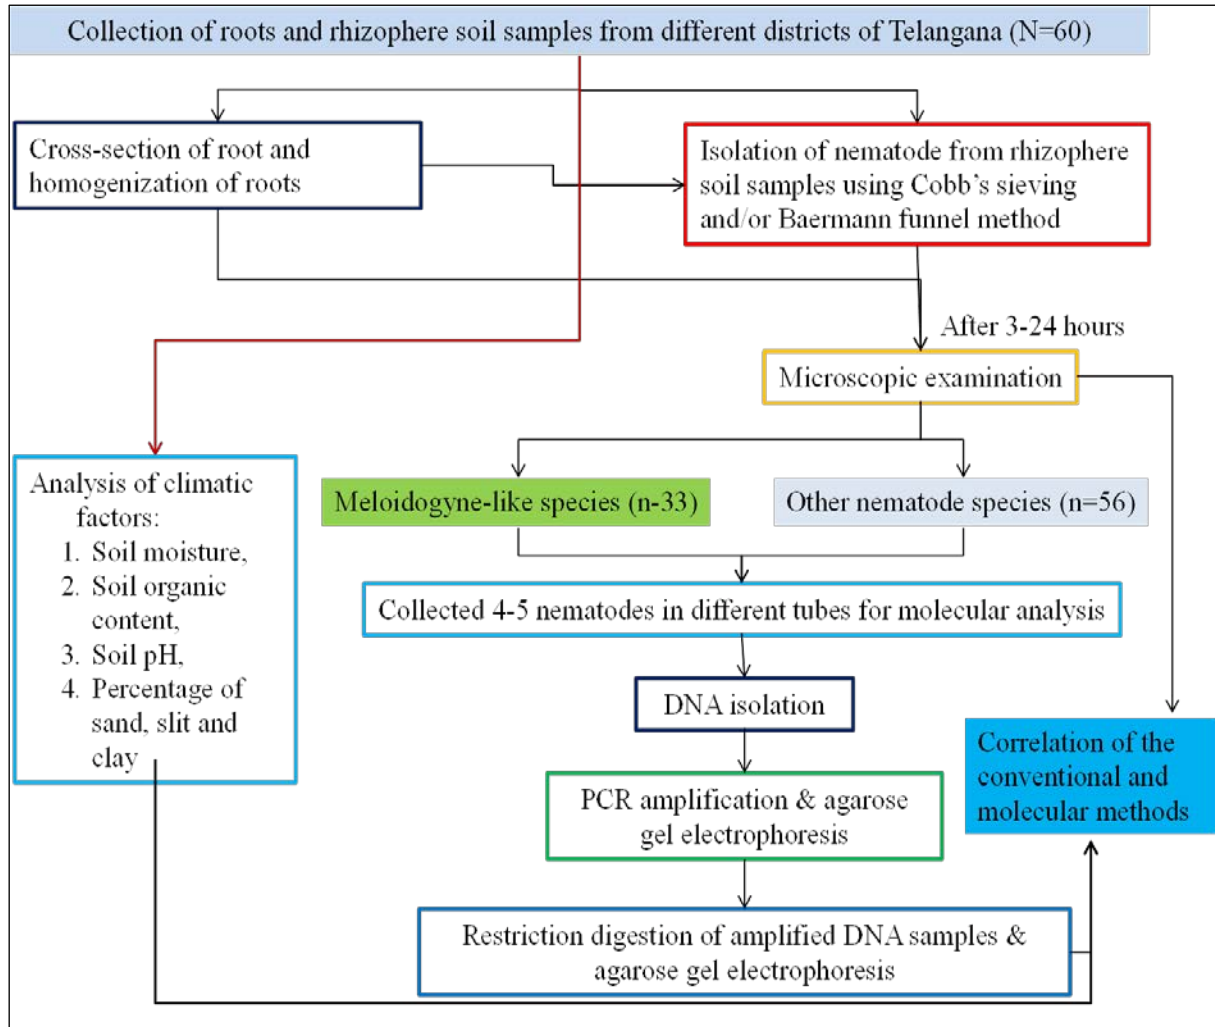 Collection of roots and rhizophere soil samples from different districts of Telangana (N=60)
Cross-section of root and
homogenization of roots
Isolation of nematode from rhizophere
soil samples using Cobb's sieving
and/or Baermann funnel method
After 3-24 hours
Microscopic examination
Analysis of climatic
factors:
1. Soil moisture,
2. Soil organic
content,
3. Soil pH,
4. Percentage of
sand, slit and
clay
Meloidogyne-like species (n-33)
Other nematode species (n=56)
Collected 4-5 nematodes in different tubes for molecular analysis
DNA isolation
PCR amplification & agarose
gel electrophoresis
Correlation of the
conventional and
molecular methods
Restriction digestion of amplified DNA samples &
agarose gel electrophoresis